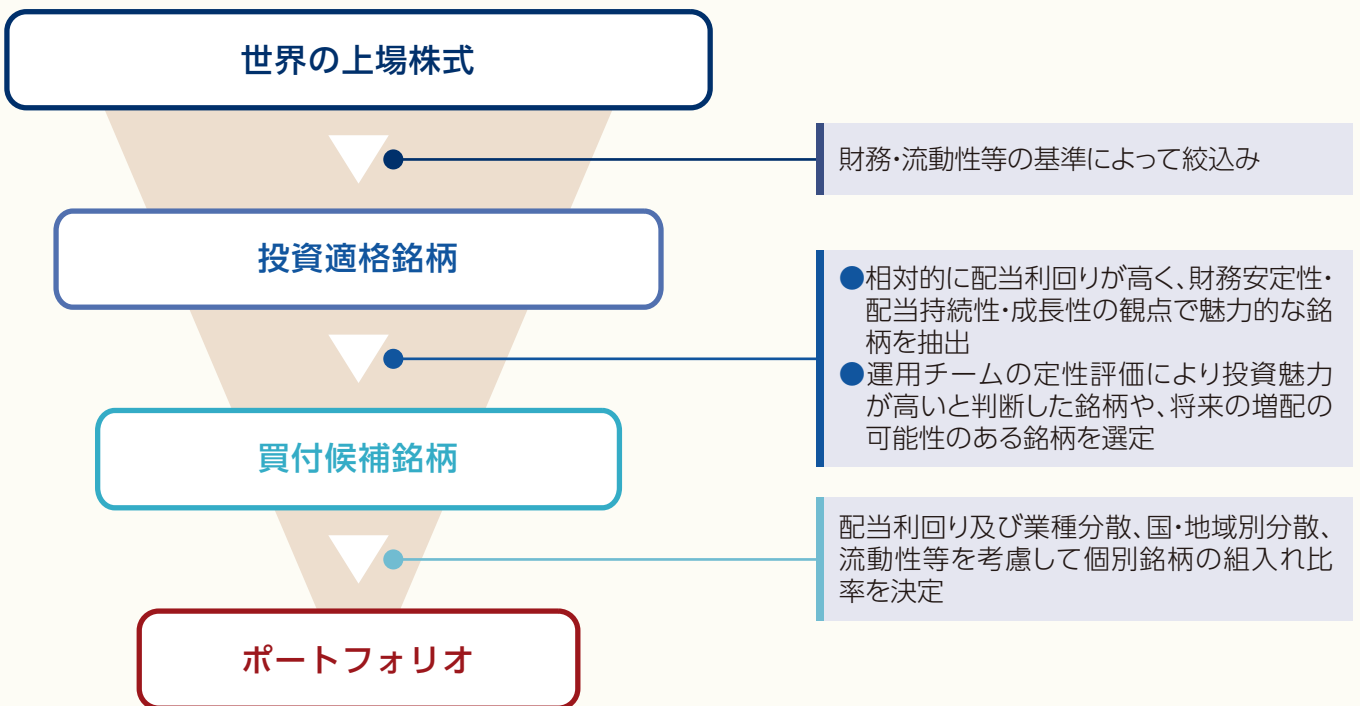 世界の上場株式
財務・流動性等の基準によって絞込み
投資適格銘柄
●相対的に配当利回りが高く、財務安定性・
配当持続性・成長性の観点で魅力的な銘
柄を抽出
●運用チームの定性評価により投資魅力
が高いと判断した銘柄や、将来の増配の
可能性のある銘柄を選定
買付候補銘柄
配当利回り及び業種分散、国・地域別分散、
流動性等を考慮して個別銘柄の組入れ比
率を決定
ポートフォリオ